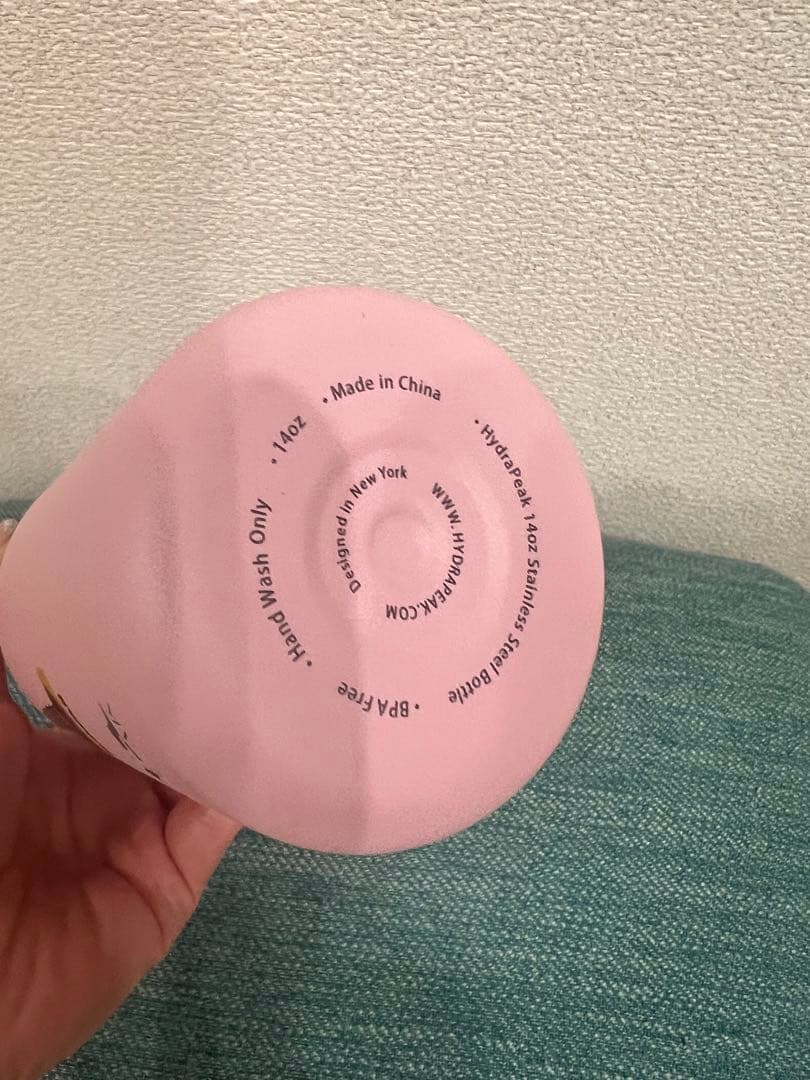 • HydraPeak 14oz Stainless Steel Bottle
• BPA Free
• Hand Wash Only
• 14oz
• Made in China
Designed in New York
WWW.HYDRAPEAK.COM